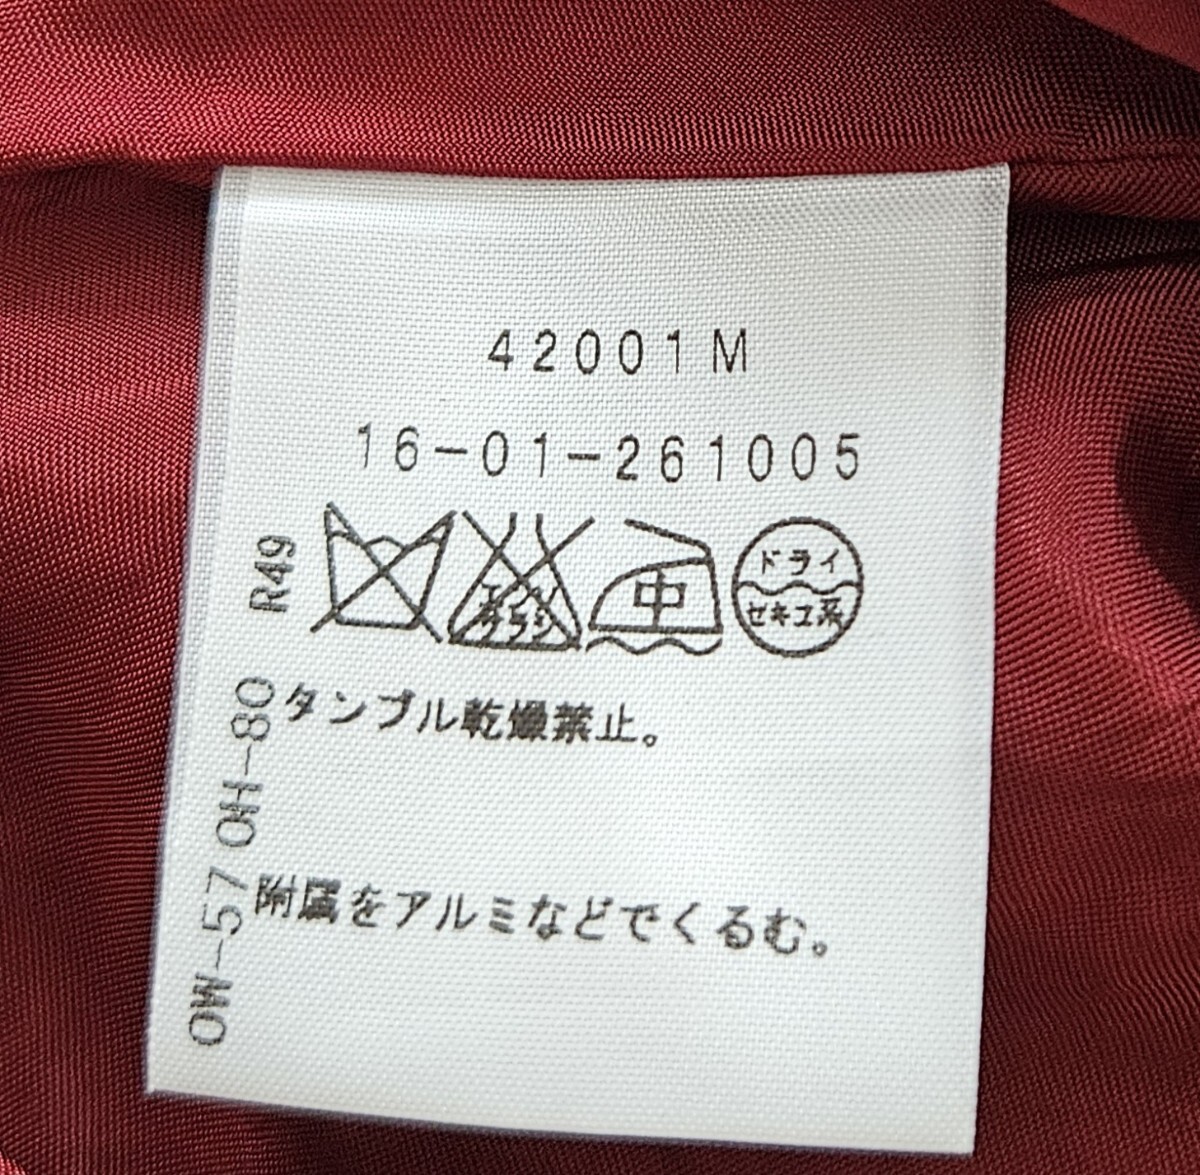 42001M
16-01-261005
エンソ
サラシ
中
ドライ
セキユ系
タンブル乾燥禁止。
附属をアルミなどでくるむ。
OW-57 OH-80 R49